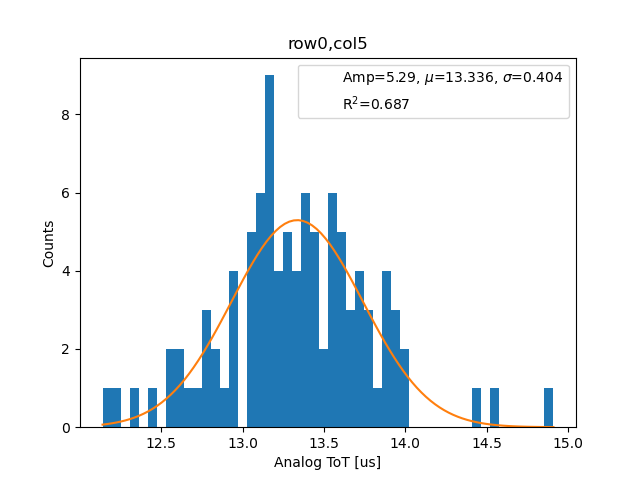 row0,col5
Amp=5.29, μ=13.336, σ=0.404
R²=0.687
8
6
4
2
0
Counts
12.5 13.0 13.5 14.0 14.5 15.0
Analog ToT [us]